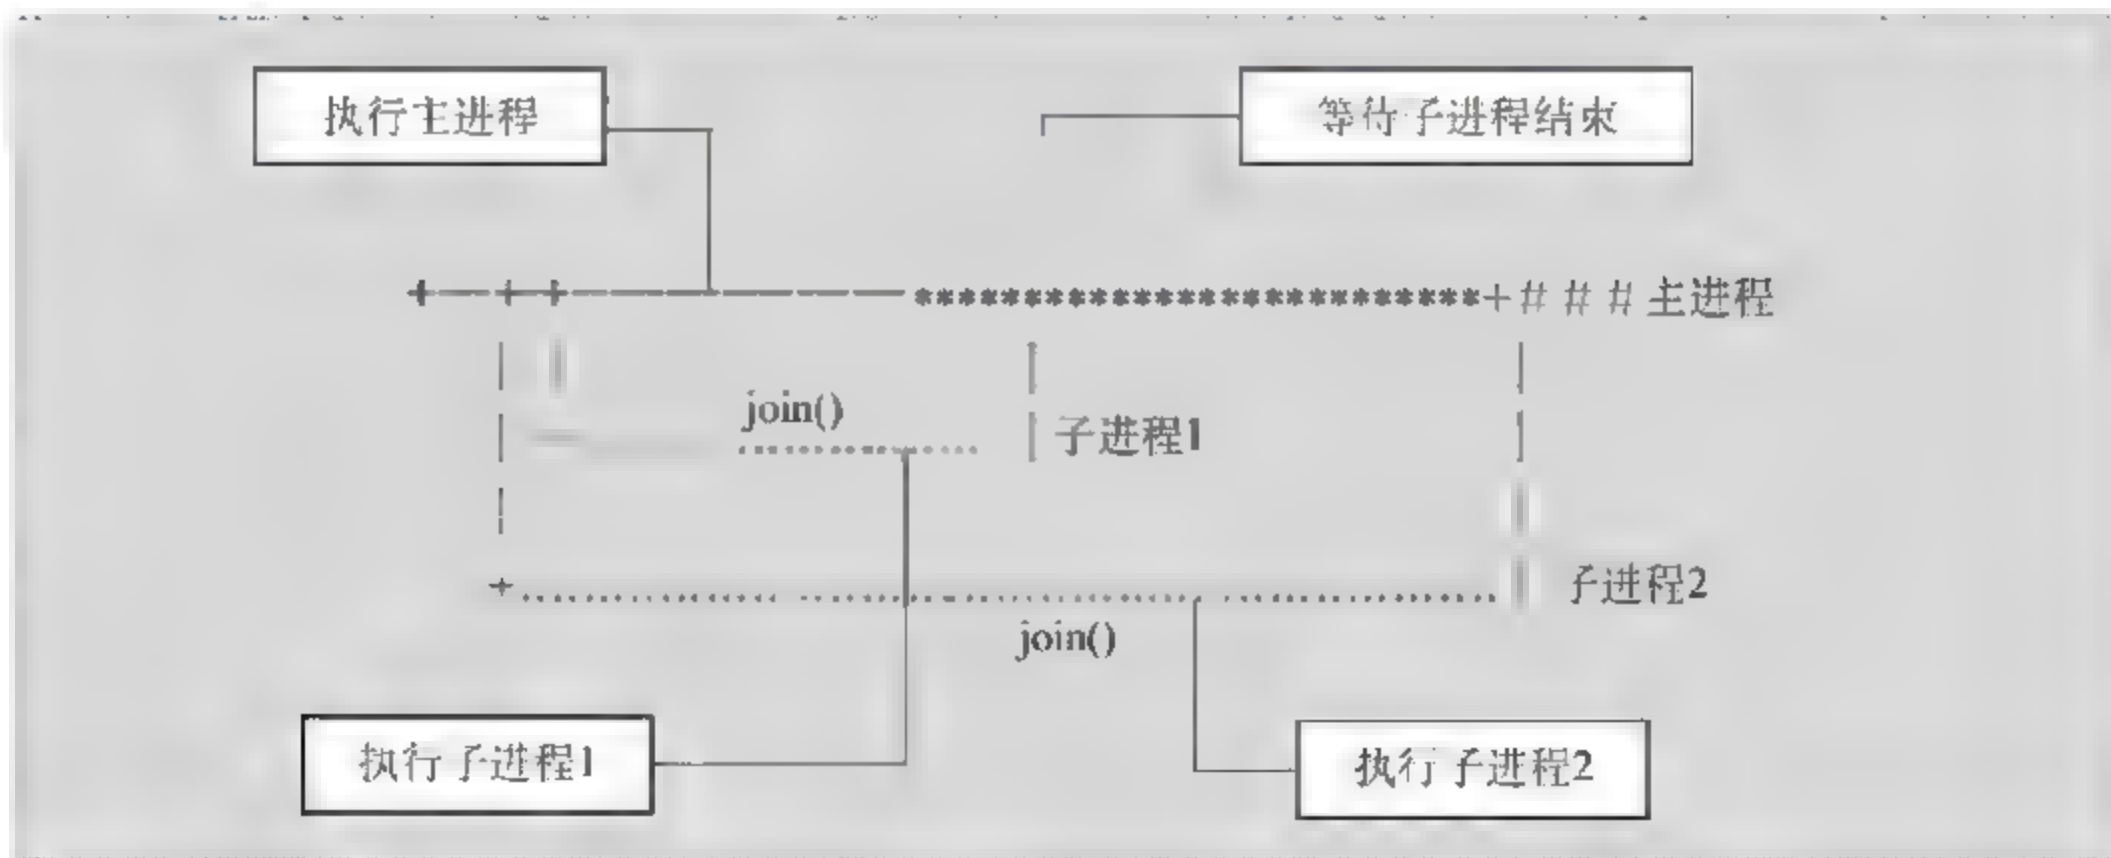 执行主进程
等待子进程结束
+###主进程
join()
子进程1
子进程2
join()
执行子进程1
执行子进程2